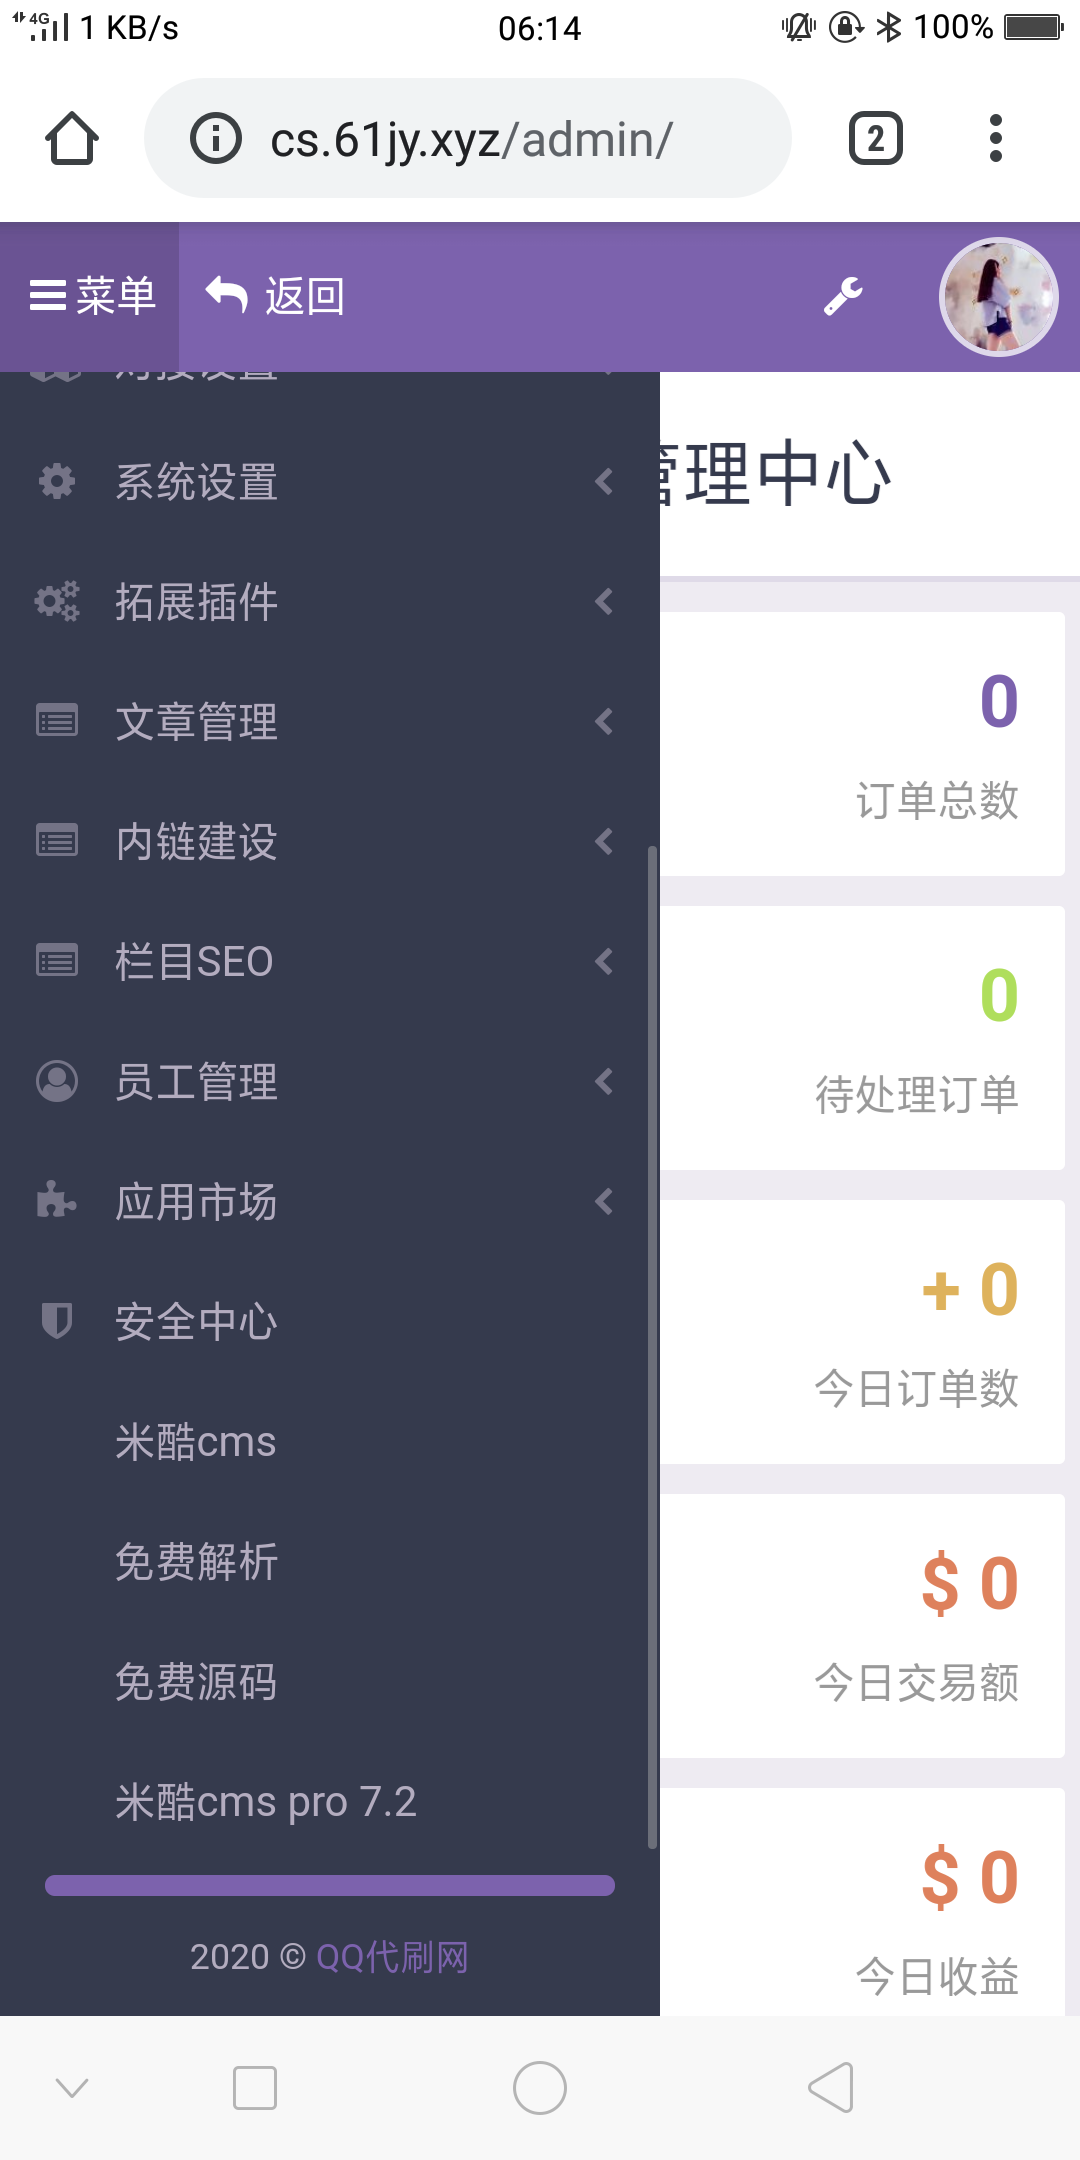 4G 1 KB/s 06:14 100%
cs.61jy.xyz/admin/ 2
菜单 返回
对接设置
管理中心
系统设置
拓展插件
文章管理
内链建设
栏目SEO
员工管理
应用市场
安全中心
米酷cms
免费解析
免费源码
米酷cms pro 7.2
2020 © QQ代刷网
0
订单总数
0
待处理订单
+ 0
今日订单数
$ 0
今日交易额
$ 0
今日收益